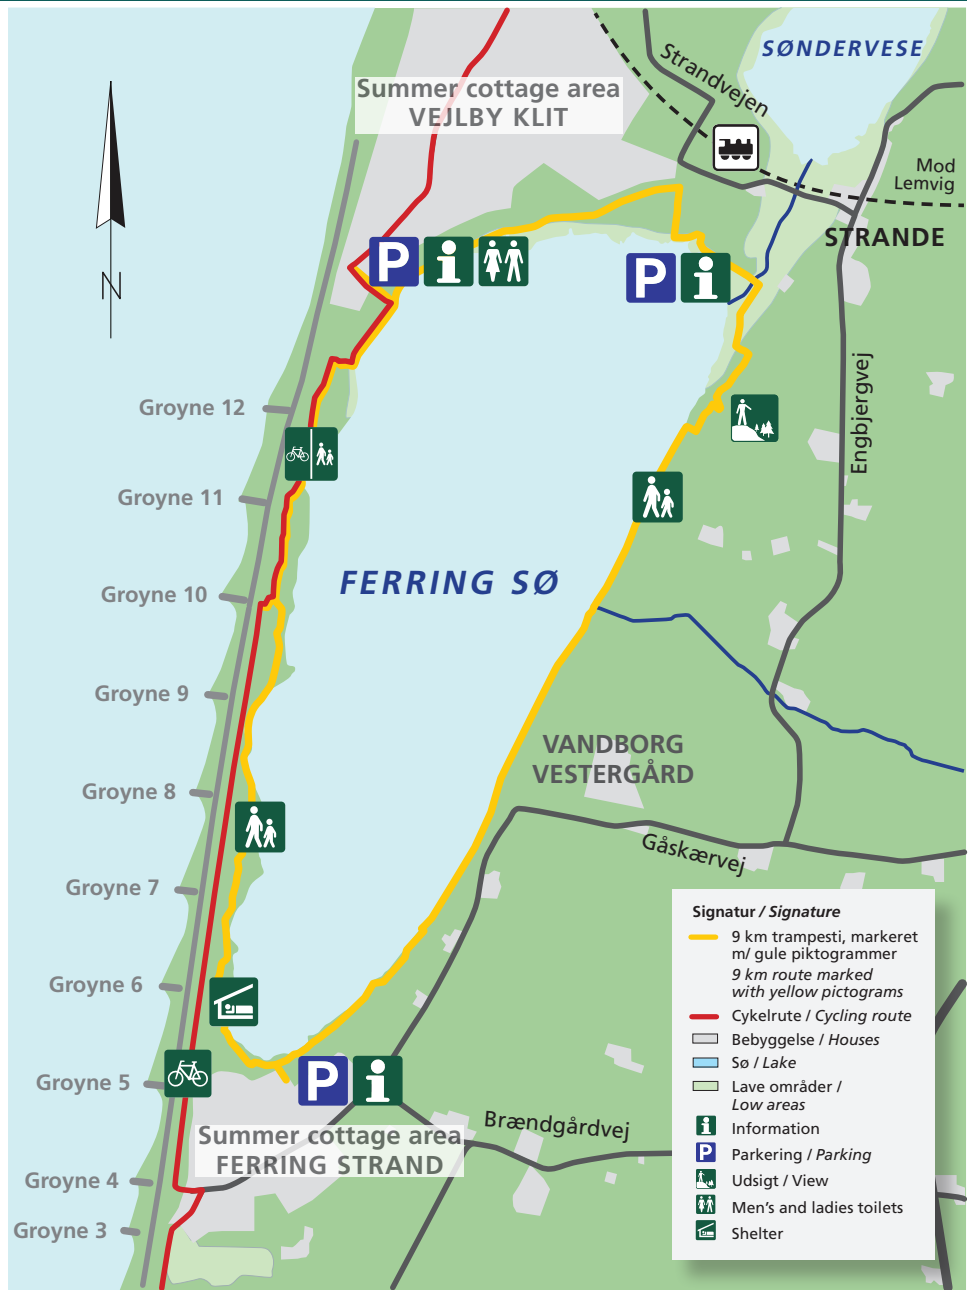 SØNDERVESE
Strandvejen
Summer cottage area
VEJLBY KLIT
Mod
Lemvig
STRANDE
N
P
i
P
i
Engbjergvej
Groyne 12
Groyne 11
FERRING SØ
Groyne 10
Groyne 9
VANDBORG
VESTERGÅRD
Groyne 8
Gåskærvej
Groyne 7
Groyne 6
Groyne 5
P
i
Brændgårdvej
Summer cottage area
FERRING STRAND
Groyne 4
Groyne 3
Signatur / Signature
9 km trampesti, markeret
m/ gule piktogrammer
9 km route marked
with yellow pictograms
Cykelrute / Cycling route
Bebyggelse / Houses
Sø / Lake
Lave områder /
Low areas
i Information
P Parkering / Parking
Udsigt / View
Men's and ladies toilets
Shelter